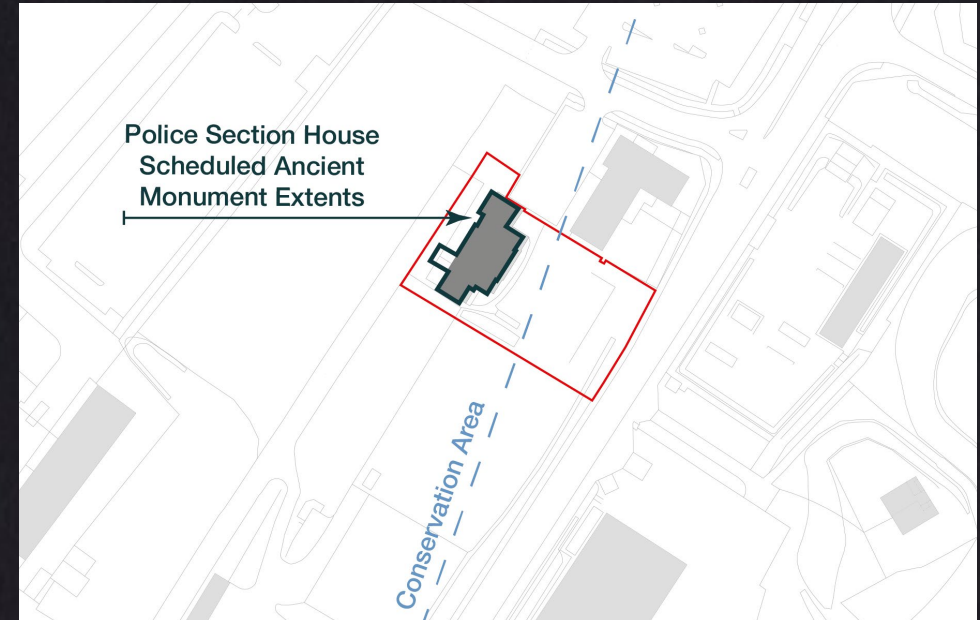 Police Section House
Scheduled Ancient
Monument Extents
Conservation Area